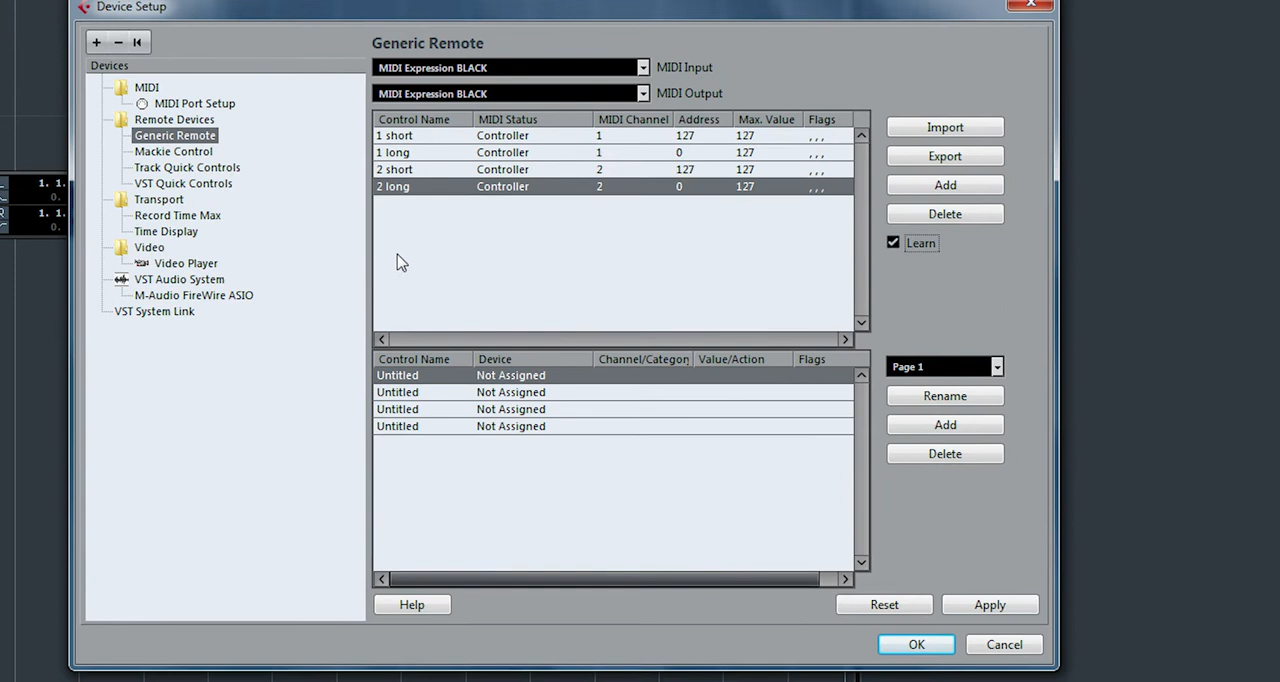 Device Setup
+ −
Devices
MIDI
MIDI Port Setup
Remote Devices
Generic Remote
Mackie Control
Track Quick Controls
VST Quick Controls
Transport
Record Time Max
Time Display
Video
Video Player
VST Audio System
M-Audio FireWire ASIO
VST System Link
1. 1.
0.
R 1. 1.
0.
Generic Remote
MIDI Expression BLACK MIDI Input
MIDI Expression BLACK MIDI Output
Control Name MIDI Status MIDI Channel Address Max. Value Flags
1 short Controller 1 127 127 , , ,
1 long Controller 1 0 127 , , ,
2 short Controller 2 127 127 , , ,
2 long Controller 2 0 127 , , ,
Import
Export
Add
Delete
Learn
Control Name Device Channel/Categor Value/Action Flags
Untitled Not Assigned
Untitled Not Assigned
Untitled Not Assigned
Untitled Not Assigned
Page 1
Rename
Add
Delete
Help Reset Apply
OK Cancel